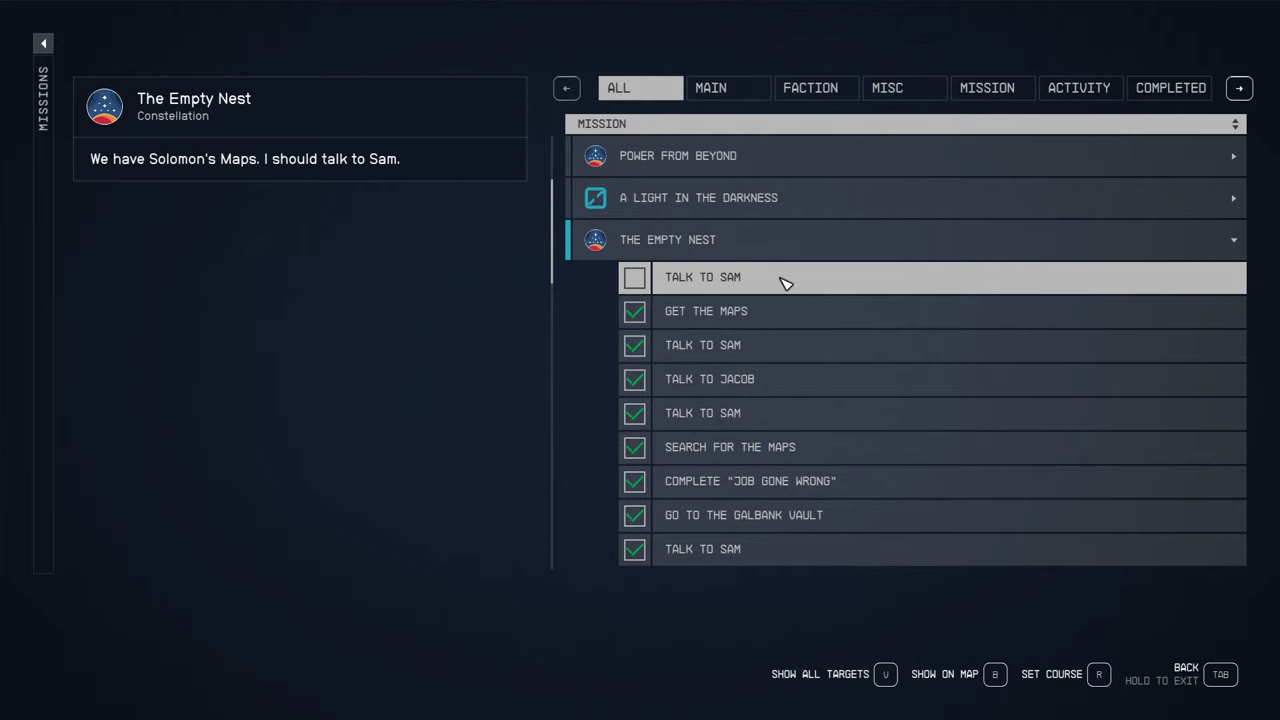 MISSIONS
The Empty Nest
Constellation
We have Solomon's Maps. I should talk to Sam.
ALL MAIN FACTION MISC MISSION ACTIVITY COMPLETED
MISSION
POWER FROM BEYOND
A LIGHT IN THE DARKNESS
THE EMPTY NEST
TALK TO SAM
GET THE MAPS
TALK TO SAM
TALK TO JACOB
TALK TO SAM
SEARCH FOR THE MAPS
COMPLETE "JOB GONE WRONG"
GO TO THE GALBANK VAULT
TALK TO SAM
SHOW ALL TARGETS V SHOW ON MAP B SET COURSE R BACK TAB
HOLD TO EXIT